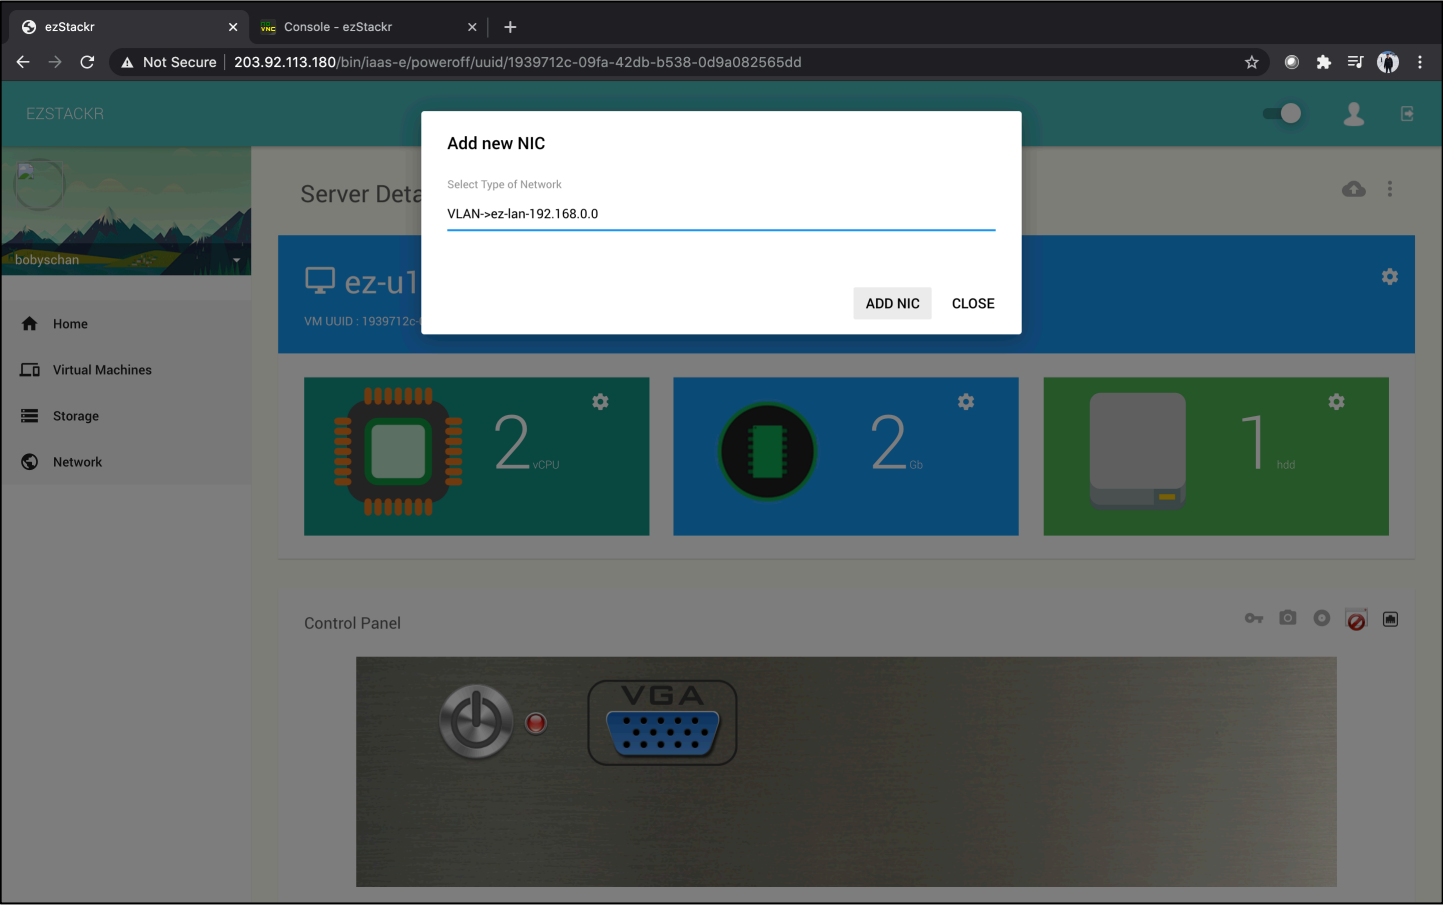 ezStackr
VNC
Console - ezStackr
Not Secure
203.92.113.180/bin/iaas-e/poweroff/uuid/1939712c-09fa-42db-b538-0d9a082565dd
EZSTACKR
Add new NIC
Select Type of Network
VLAN->ez-lan-192.168.0.0
ADD NIC
CLOSE
bobyschan
Home
Virtual Machines
Storage
Network
Server Deta
ez-u1
VM UUID : 1939712c-
2 vCPU
2 Gb
1 hdd
Control Panel
VGA